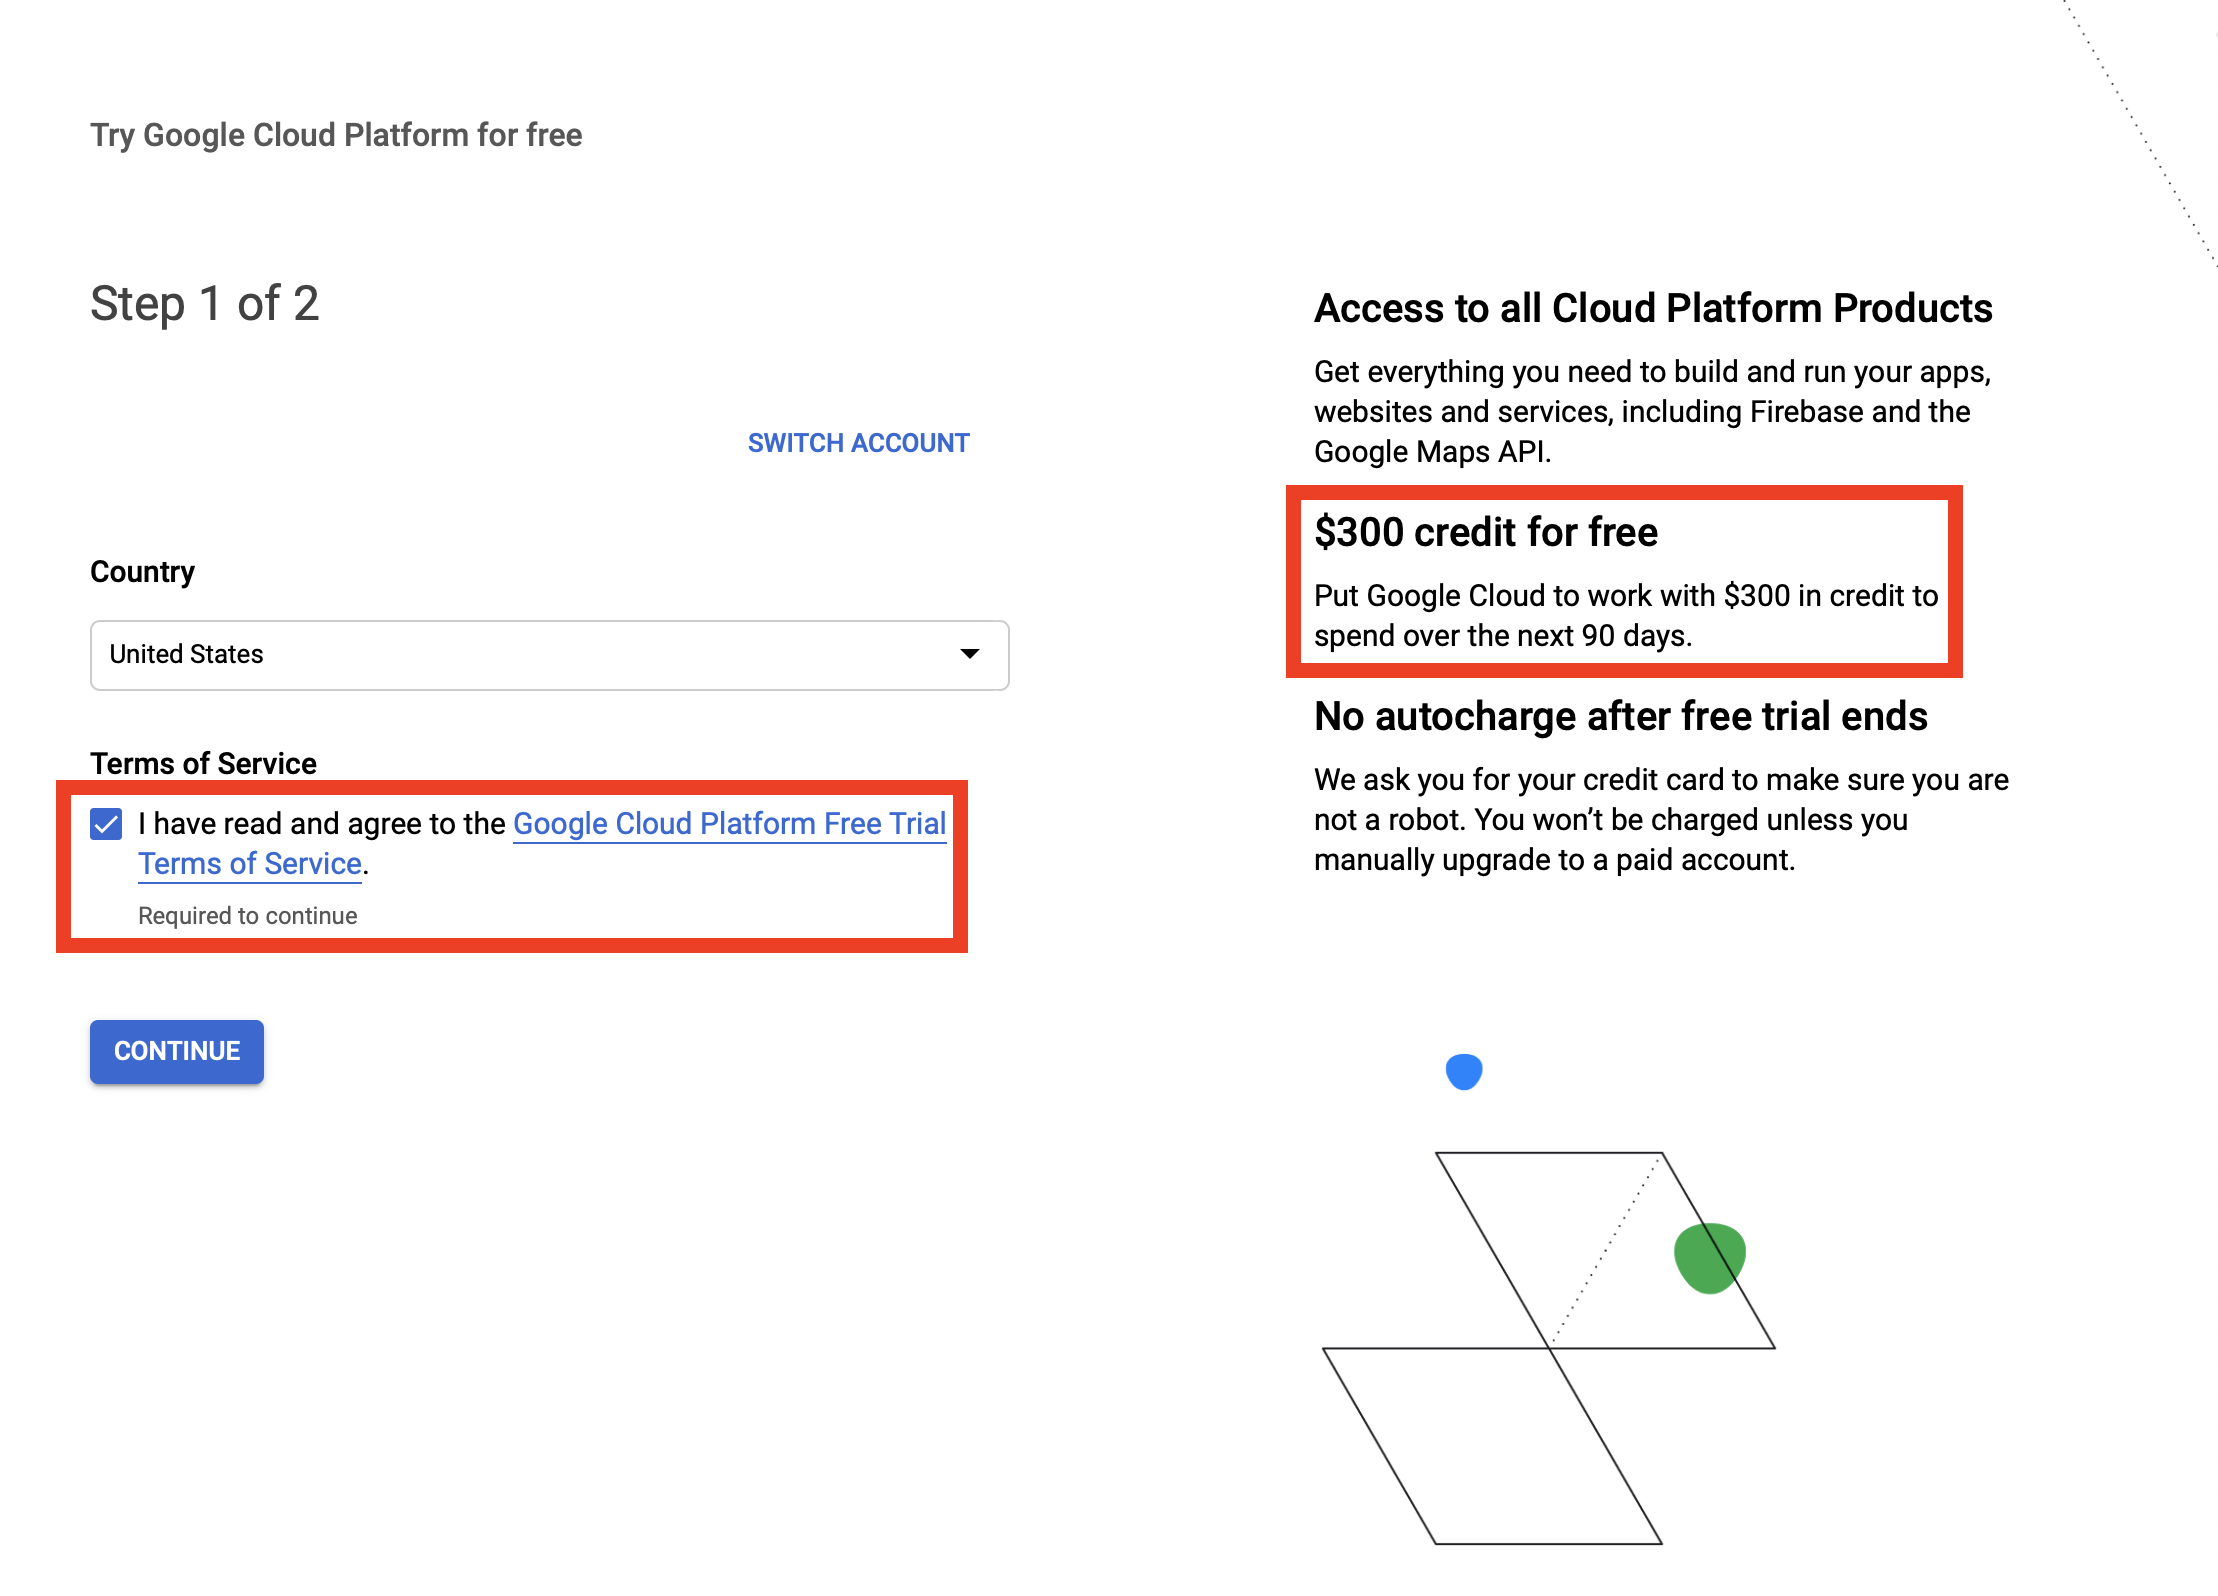 Try Google Cloud Platform for free
Step 1 of 2
SWITCH ACCOUNT
Country
United States
Terms of Service
I have read and agree to the Google Cloud Platform Free Trial
Terms of Service.
Required to continue
CONTINUE
Access to all Cloud Platform Products
Get everything you need to build and run your apps,
websites and services, including Firebase and the
Google Maps API.
$300 credit for free
Put Google Cloud to work with $300 in credit to
spend over the next 90 days.
No autocharge after free trial ends
We ask you for your credit card to make sure you are
not a robot. You won’t be charged unless you
manually upgrade to a paid account.